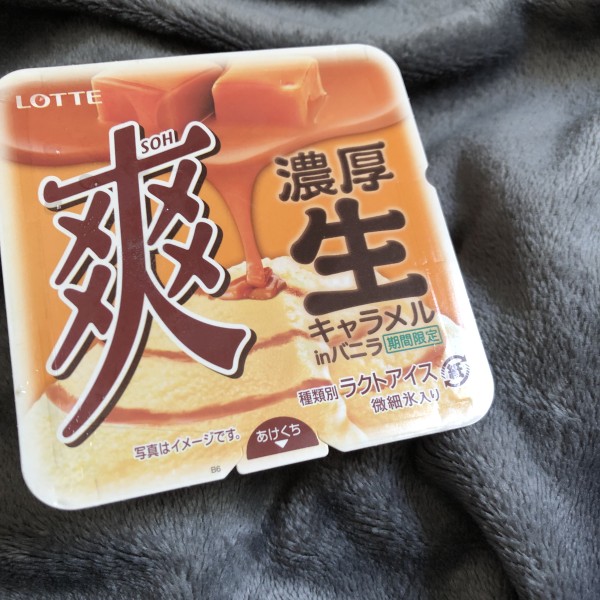 LOTTE
SOH
爽
濃厚
生
キャラメル
inバニラ 期間限定
種類別 ラクトアイス 紙
微細氷入り
写真はイメージです。
あけくち
B6